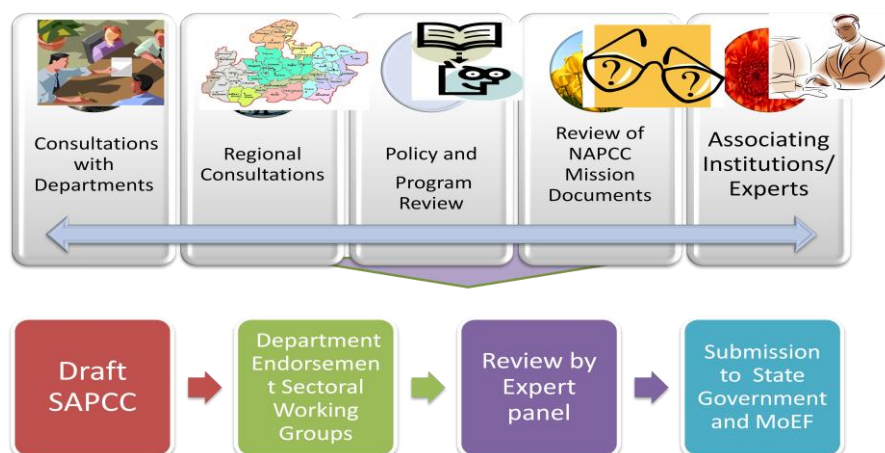 Consultations
with
Departments
Regional
Consultations
Policy and
Program
Review
Review of
NAPCC
Mission
Documents
Associating
Institutions/
Experts
? ?
Draft
SAPCC
Department
Endorsemen
t Sectoral
Working
Groups
Review by
Expert
panel
Submission
to State
Government
and MoEF